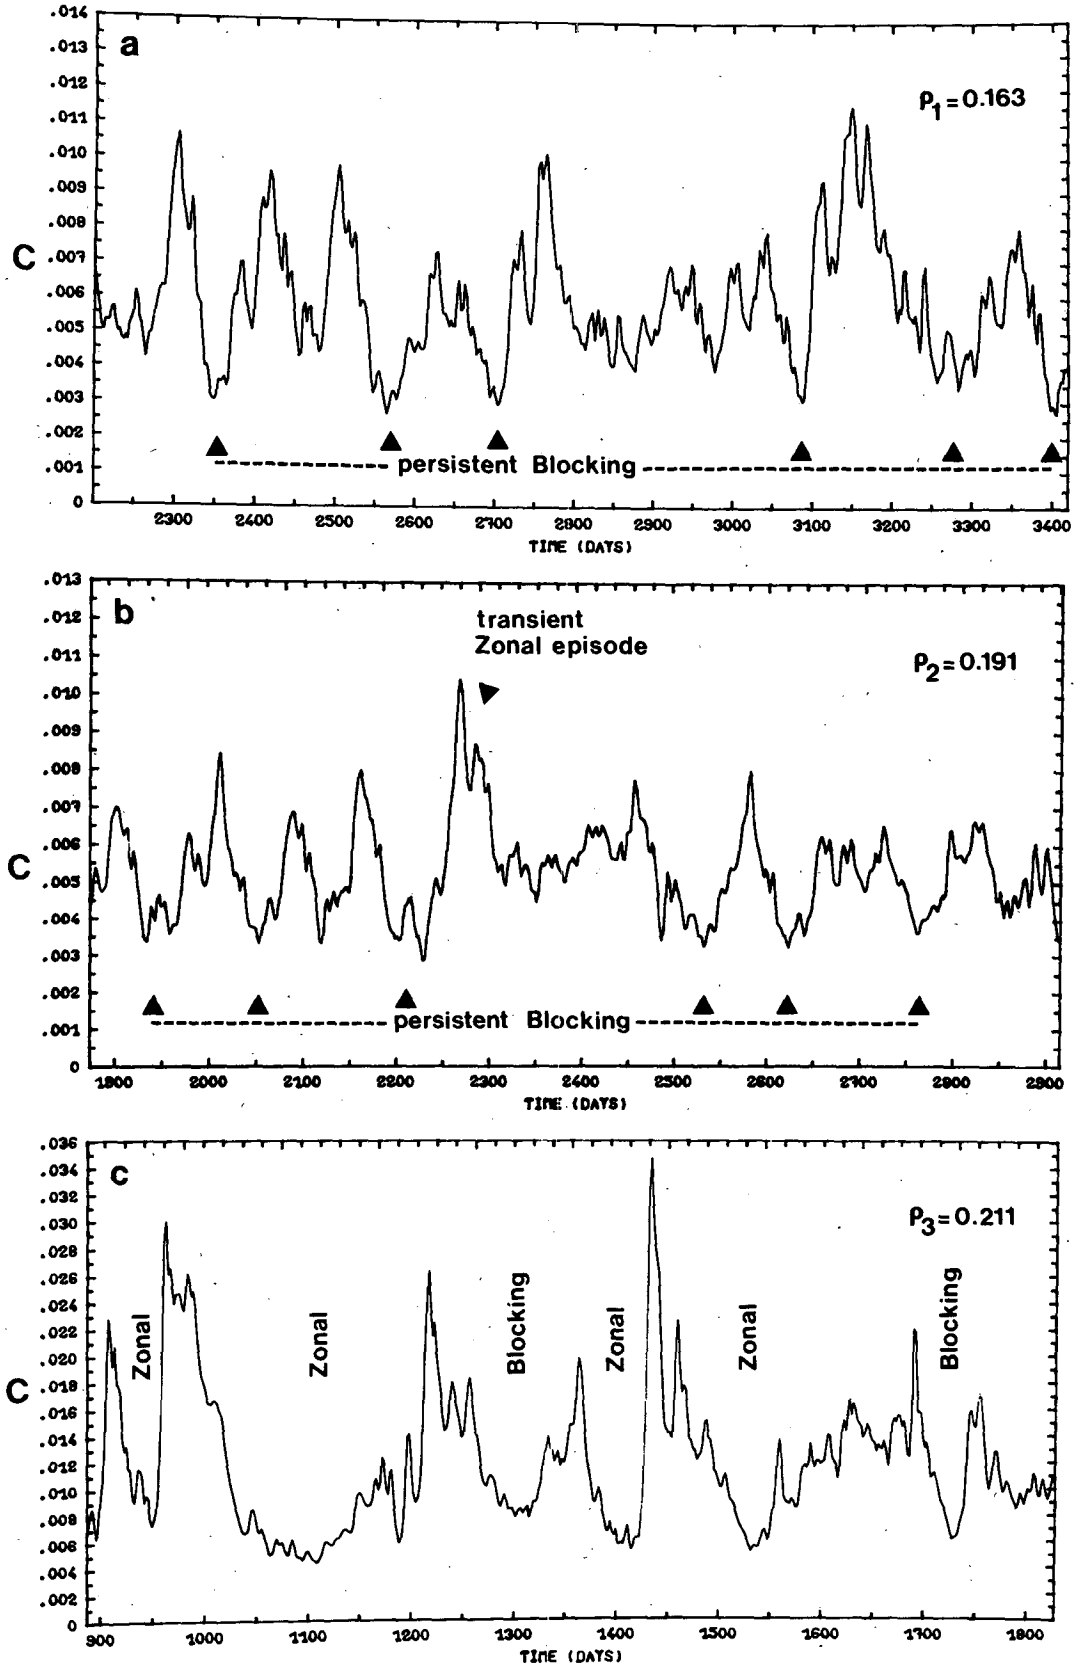 a
ρ1=0.163
C
.014
.013
.012
.011
.010
.009
.008
.007
.006
.005
.004
.003
.002
.001
0
persistent Blocking
2300 2400 2500 2600 2700 2800 2900 3000 3100 3200 3300 3400
TIME (DAYS)
b
transient
Zonal episode
ρ2=0.191
C
.013
.012
.011
.010
.009
.008
.007
.006
.005
.004
.003
.002
.001
0
persistent Blocking
1900 2000 2100 2200 2300 2400 2500 2600 2700 2800 2900
TIME (DAYS)
c
ρ3=0.211
C
.036
.034
.032
.030
.028
.026
.024
.022
.020
.018
.016
.014
.012
.010
.008
.006
.004
.002
0
Zonal
Zonal
Blocking
Zonal
Zonal
Blocking
900 1000 1100 1200 1300 1400 1500 1600 1700 1800
TIME (DAYS)